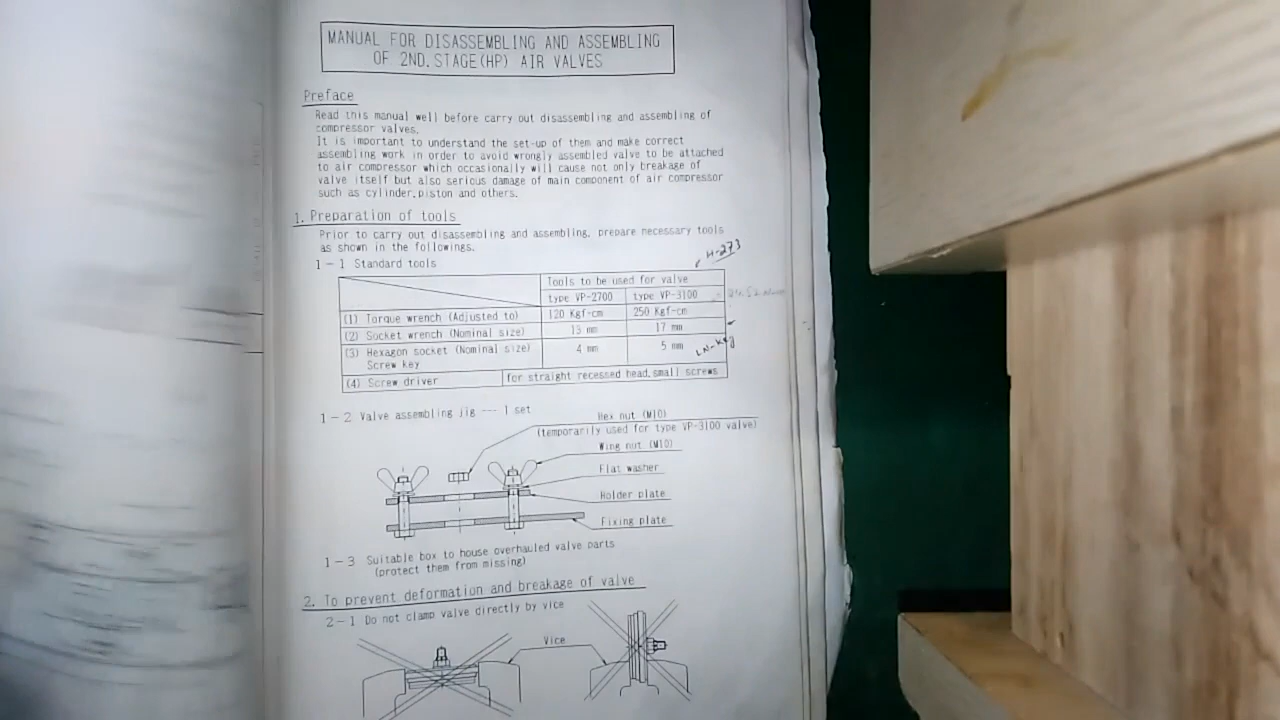 MANUAL FOR DISASSEMBLING AND ASSEMBLING
OF 2ND.STAGE(HP) AIR VALVES
Preface
Read this manual well before carry out disassembling and assembling of
compressor valves.
It is important to understand the set-up of them and make correct
assembling work in order to avoid wrongly assembled valve to be attached
to air compressor which occasionally will cause not only breakage of
valve itself but also serious damage of main component of air compressor
such as cylinder,piston and others.
1. Preparation of tools
Prior to carry out disassembling and assembling, prepare necessary tools
as shown in the followings.
H-273
1-1 Standard tools
Tools to be used for valve
type VP-2700 type VP-3100
(1) Torque wrench (Adjusted to) 120 Kgf-cm 250 Kgf-cm
(2) Socket wrench (Nominal size) 13 mm 17 mm
(3) Hexagon socket (Nominal size) 4 mm 5 mm
Screw key
(4) Screw driver for straight recessed head,small screws
1-2 Valve assembling jig --- 1 set
Hex nut (M10)
(temporarily used for type VP-3100 valve)
Wing nut (M10)
Flat washer
Holder plate
Fixing plate
1-3 Suitable box to house overhauled valve parts
(protect them from missing)
2. To prevent deformation and breakage of valve
2-1 Do not clamp valve directly by vice
Vice